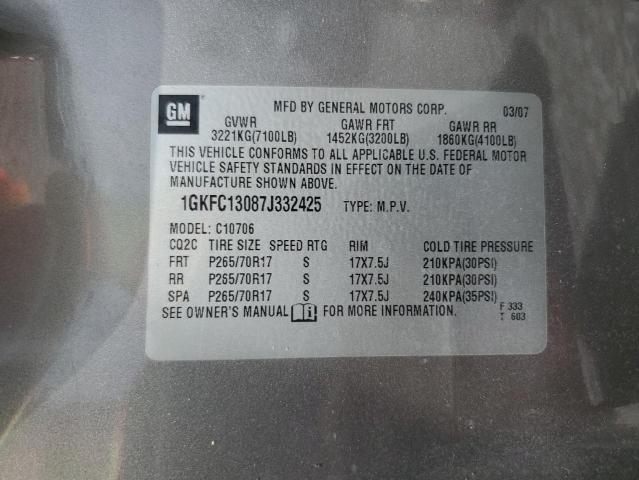 GM
MFD BY GENERAL MOTORS CORP. 03/07
GVWR GAWR FRT GAWR RR
3221KG(7100LB) 1452KG(3200LB) 1860KG(4100LB)
THIS VEHICLE CONFORMS TO ALL APPLICABLE U.S. FEDERAL MOTOR
VEHICLE SAFETY STANDARDS IN EFFECT ON THE DATE OF
MANUFACTURE SHOWN ABOVE.
1GKFC13087J332425 TYPE: M.P.V.
MODEL: C10706
CQ2C TIRE SIZE SPEED RTG RIM COLD TIRE PRESSURE
FRT P265/70R17 S 17X7.5J 210KPA(30PSI)
RR P265/70R17 S 17X7.5J 210KPA(30PSI)
SPA P265/70R17 S 17X7.5J 240KPA(35PSI)
SEE OWNER'S MANUAL i FOR MORE INFORMATION. F 333
T 603